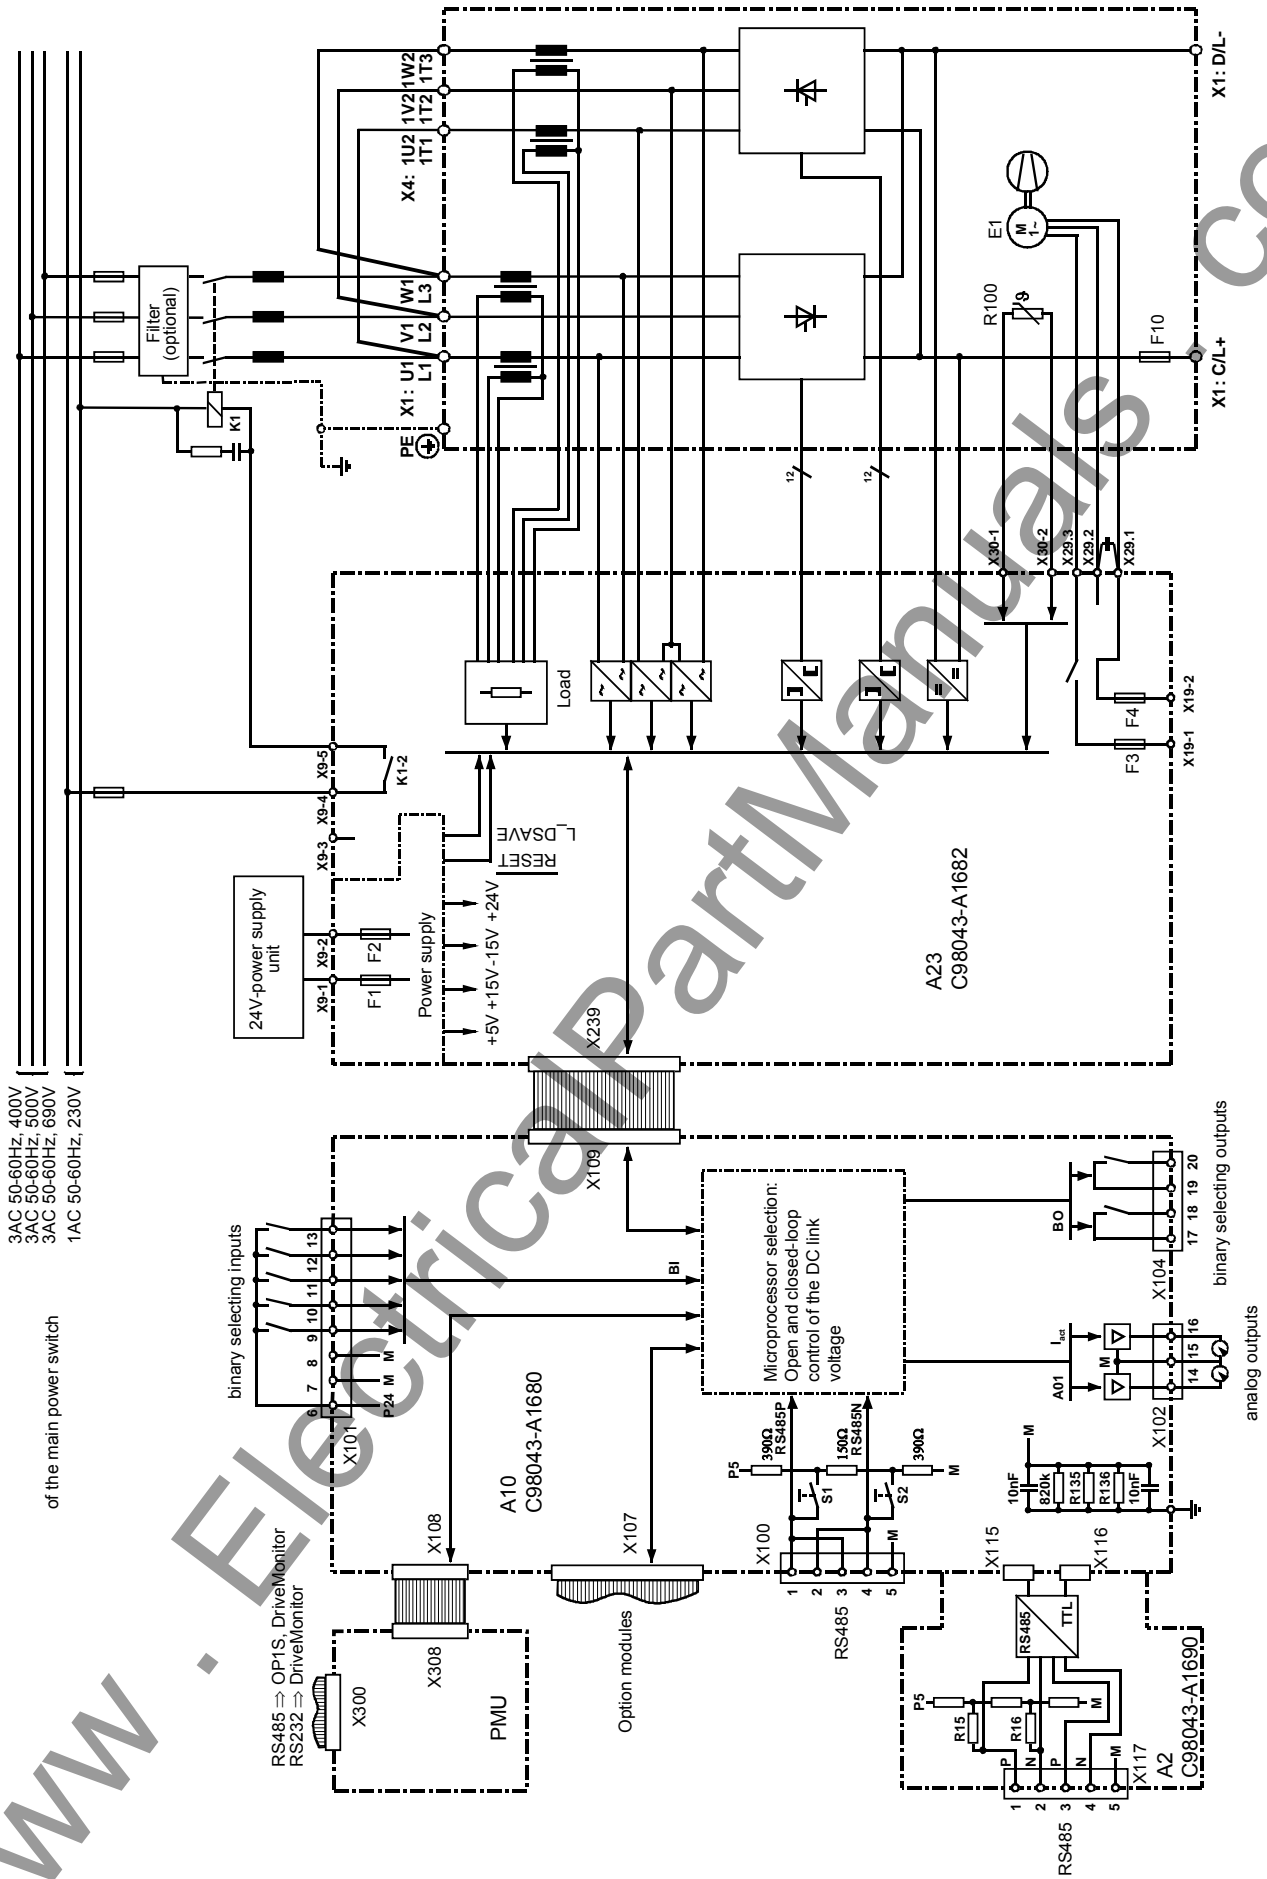 3AC 50-60Hz, 400V
3AC 50-60Hz, 500V
3AC 50-60Hz, 690V
1AC 50-60Hz, 230V
of the main power switch
RS485 ⇒ OP1S, DriveMonitor
RS232 ⇒ DriveMonitor
X300
PMU
X308
X108
Option modules
X107
binary selecting inputs
6 7 8 9 10 11 12 13
X101
P24 M M
A10
C98043-A1680
BI
X109
X239
Microprocessor selection:
Open and closed-loop
control of the DC link
voltage
P5
390Ω
RS485P
150Ω
RS485N
390Ω
M
S1
S2
X100
1
2
3
4
5
M
RS485
BO
17 18 19 20
X104
binary selecting outputs
A01 M Iact
14 15 16
X102
analog outputs
M
10nF
820k
R135
R136
10nF
X115
X116
RS485
TTL
P5
M
R15
R16
P
N
P
N
M
1
2
3
4
5
X117
RS485
A2
C98043-A1690
24V-power supply
unit
X9-1
X9-2
X9-3
X9-4
X9-5
F1
F2
Power supply
+5V +15V -15V +24V
RESET
L_DSAVE
K1-2
A23
C98043-A1682
Load
F3
F4
X19-1
X19-2
X30-1
X30-2
X29.3
X29.2
X29.1
12
12
Filter
(optional)
K1
PE
X1: U1 V1 W1
L1 L2 L3
X4: 1U2 1V2 1W2
1T1 1T2 1T3
R100
ϑ
E1
M
1~
F10
X1: C/L+
X1: D/L-